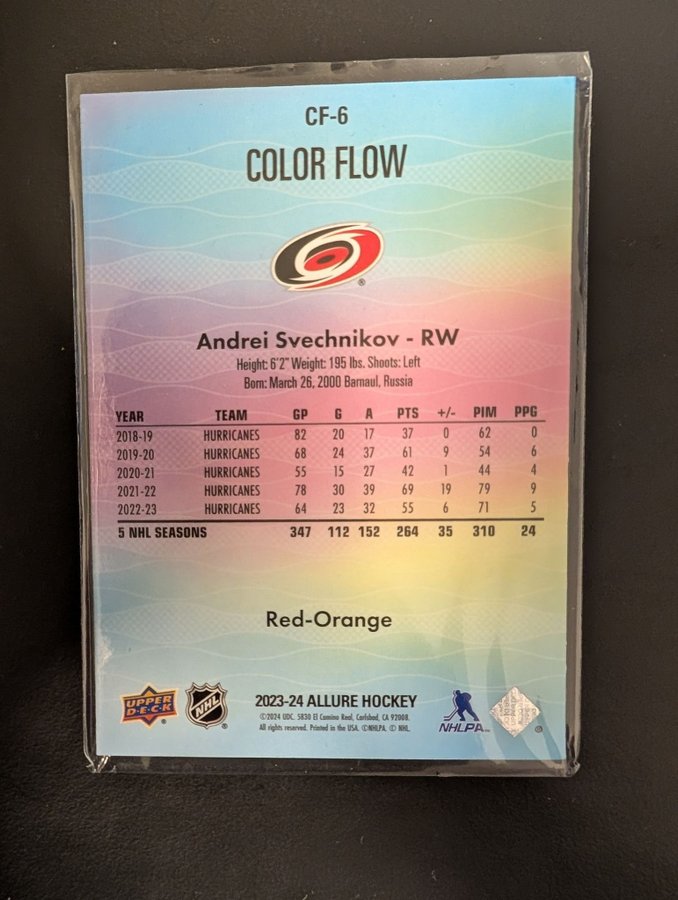 CF-6
COLOR FLOW
®
Andrei Svechnikov - RW
Height: 6'2" Weight: 195 lbs. Shoots: Left
Born: March 26, 2000 Barnaul, Russia
YEAR TEAM GP G A PTS +/- PIM PPG
2018-19 HURRICANES 82 20 17 37 0 62 0
2019-20 HURRICANES 68 24 37 61 9 54 6
2020-21 HURRICANES 55 15 27 42 1 44 4
2021-22 HURRICANES 78 30 39 69 19 79 9
2022-23 HURRICANES 64 23 32 55 6 71 5
5 NHL SEASONS 347 112 152 264 35 310 24
Red-Orange
UPPER DECK ®
NHL ®
2023-24 ALLURE HOCKEY
©2024 UDC. 5830 El Camino Real, Carlsbad, CA 92008.
All rights reserved. Printed in the USA. ©NHLPA. © NHL.
NHLPA
®